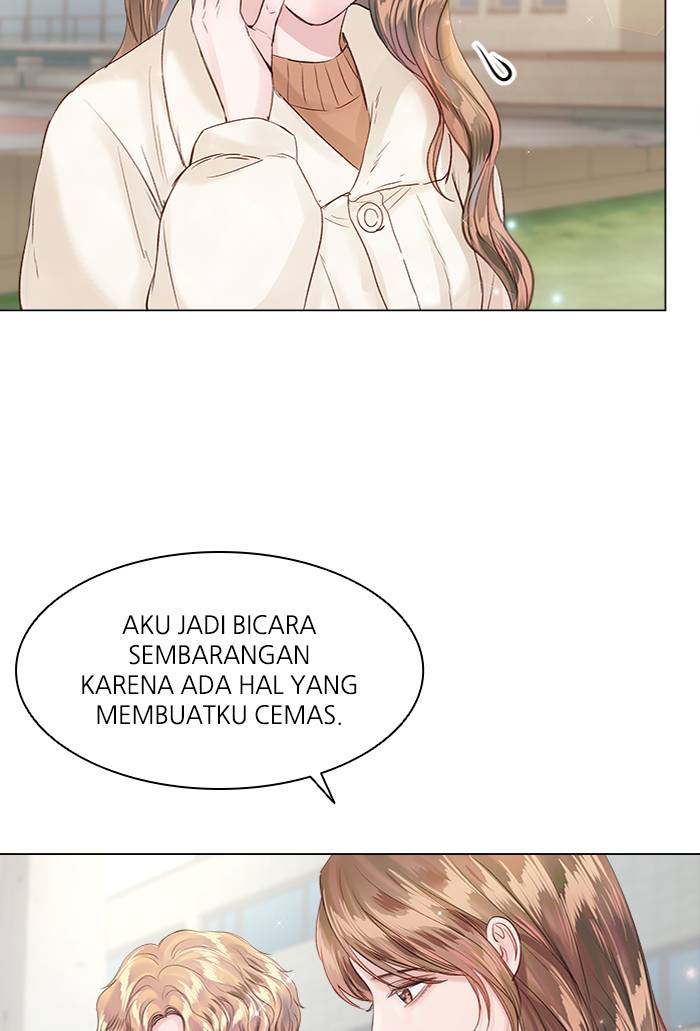 AKU JADI BICARA
SEMBARANGAN
KARENA ADA HAL YANG
MEMBUATKU CEMAS.